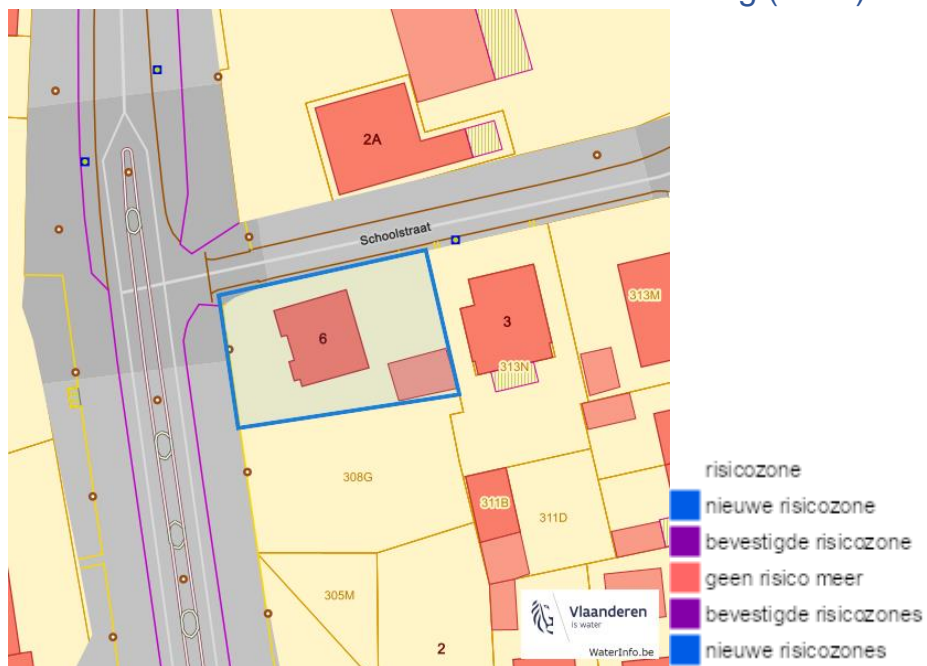 2A
Schoolstraat
6
3
313M
313N
308G
311B
311D
305M
2
Vlaanderen
is water
WaterInfo.be
risicozone
nieuwe risicozone
bevestigde risicozone
geen risico meer
bevestigde risicozones
nieuwe risicozones